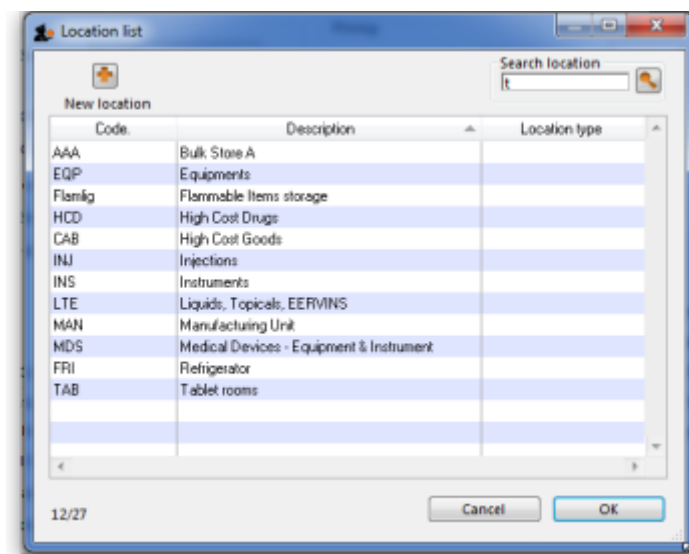 Location list
Search location
t
New location
Code. Description Location type
AAA Bulk Store A
EQP Equipments
Flamlig Flammable Items storage
HCD High Cost Drugs
CAB High Cost Goods
INJ Injections
INS Instruments
LTE Liquids, Topicals, EERVINS
MAN Manufacturing Unit
MDS Medical Devices - Equipment & Instrument
FRI Refrigerator
TAB Tablet rooms
12/27 Cancel OK